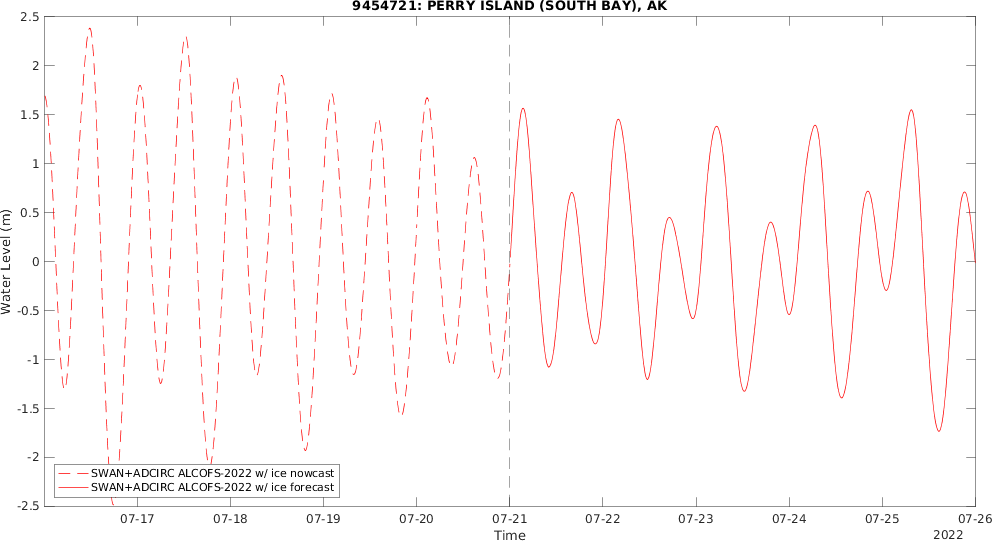 9454721: PERRY ISLAND (SOUTH BAY), AK
2.5
2
1.5
1
0.5
0
-0.5
-1
-1.5
-2
-2.5
Water Level (m)
SWAN+ADCIRC ALCOFS-2022 w/ ice nowcast
SWAN+ADCIRC ALCOFS-2022 w/ ice forecast
07-17 07-18 07-19 07-20 07-21 07-22 07-23 07-24 07-25 07-26
Time
2022